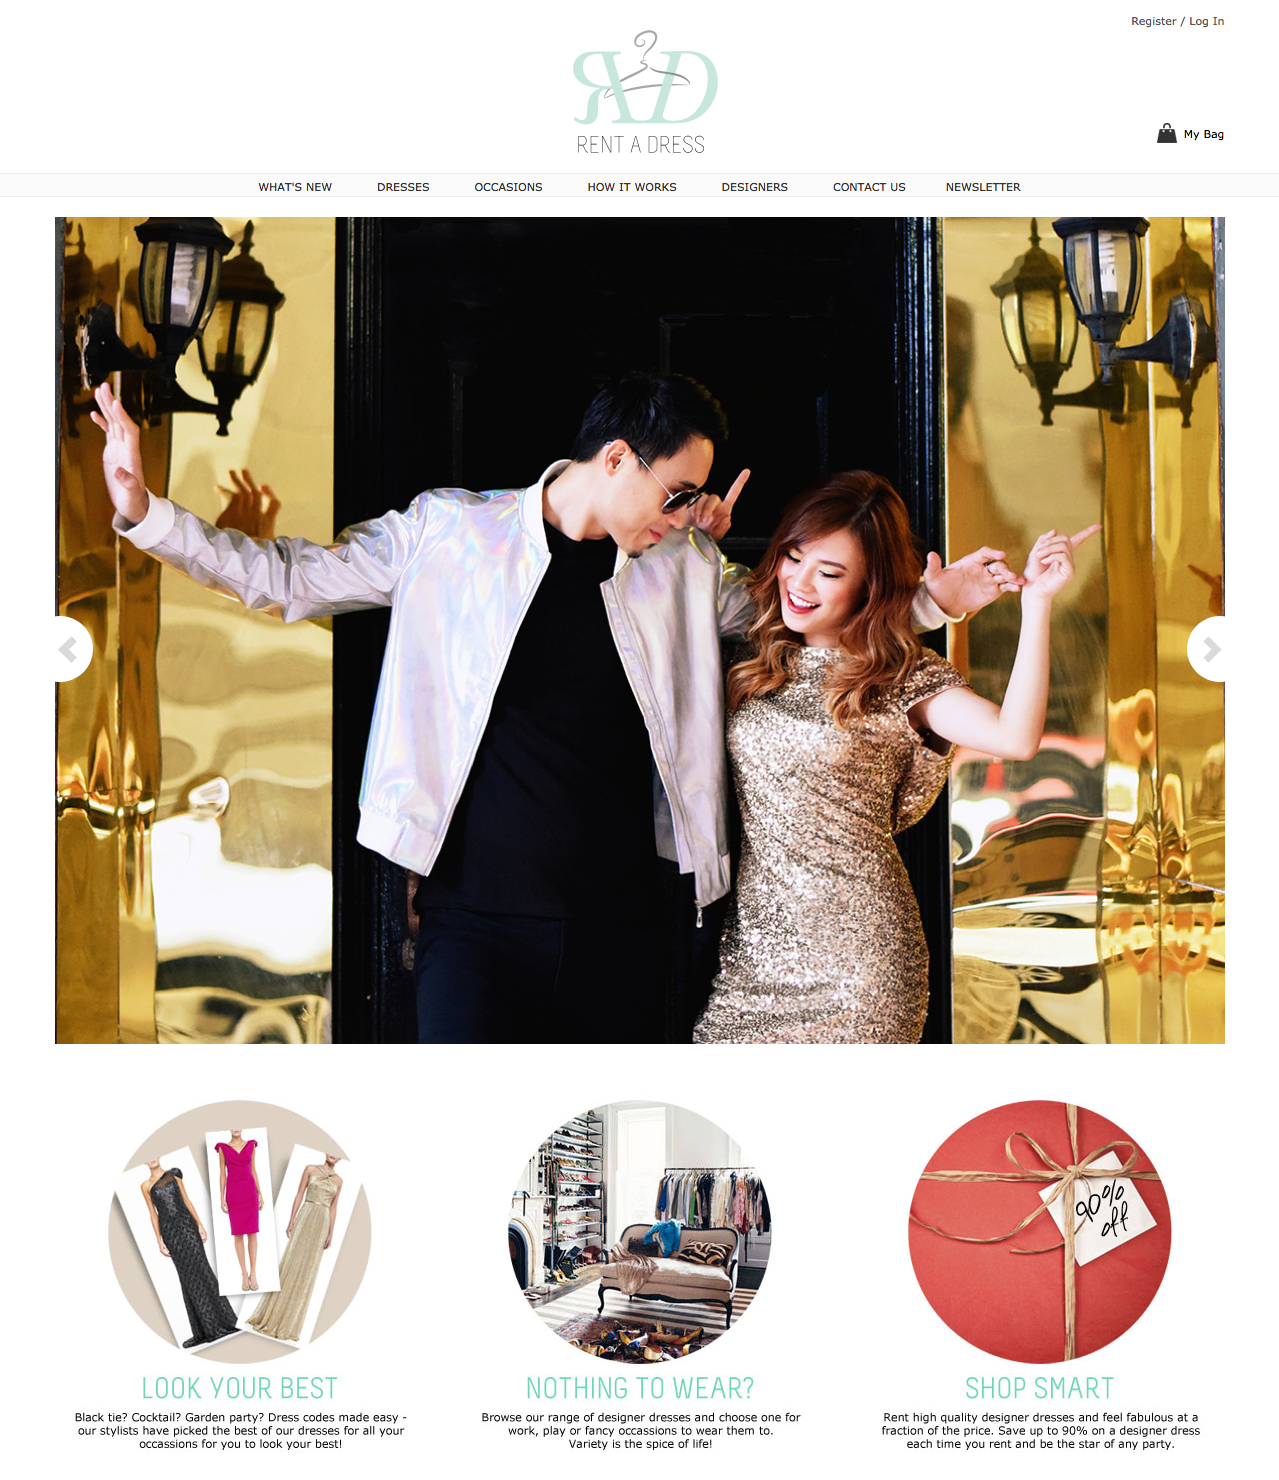 Register / Log In
RD
RENT A DRESS
My Bag
WHAT'S NEW DRESSES OCCASIONS HOW IT WORKS DESIGNERS CONTACT US NEWSLETTER
90% off
LOOK YOUR BEST
Black tie? Cocktail? Garden party? Dress codes made easy -
our stylists have picked the best of our dresses for all your
occassions for you to look your best!
NOTHING TO WEAR?
Browse our range of designer dresses and choose one for
work, play or fancy occassions to wear them to.
Variety is the spice of life!
SHOP SMART
Rent high quality designer dresses and feel fabulous at a
fraction of the price. Save up to 90% on a designer dress
each time you rent and be the star of any party.